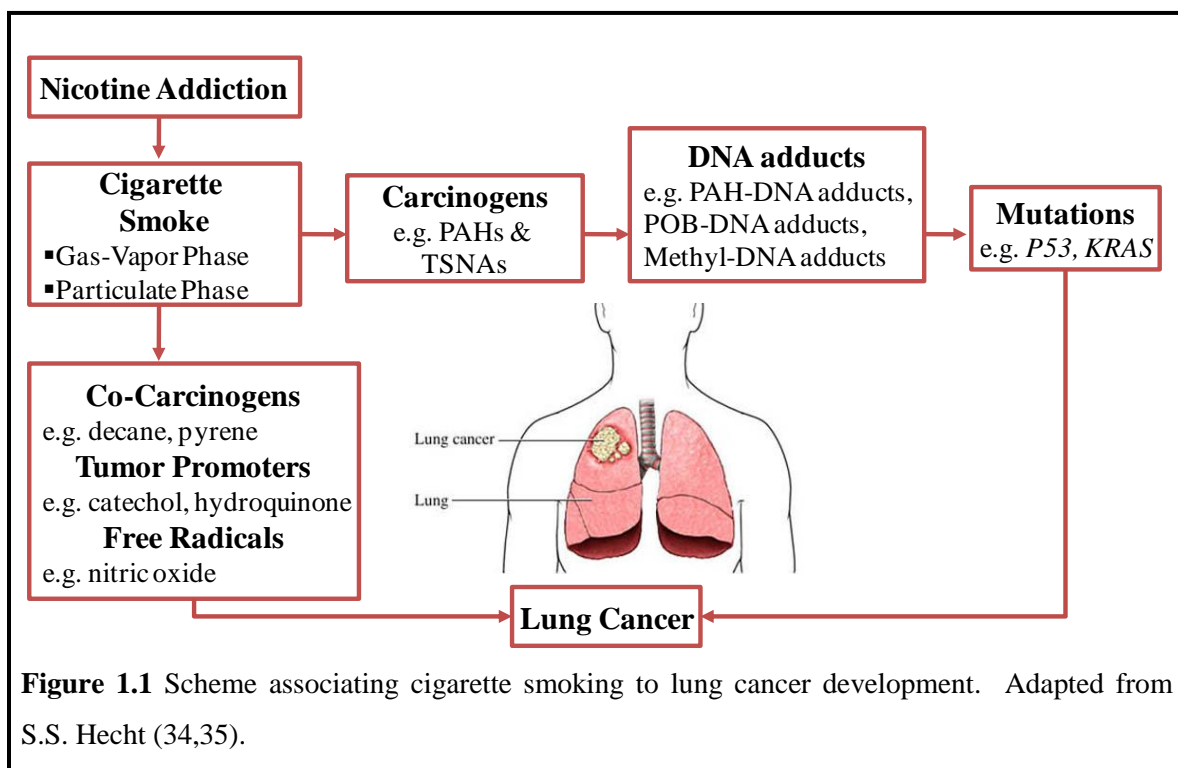 Nicotine Addiction
Cigarette
Smoke
▪Gas-Vapor Phase
▪Particulate Phase
Carcinogens
e.g. PAHs &
TSNAs
DNA adducts
e.g. PAH-DNA adducts,
POB-DNA adducts,
Methyl-DNA adducts
Mutations
e.g. P53, KRAS
Co-Carcinogens
e.g. decane, pyrene
Tumor Promoters
e.g. catechol, hydroquinone
Free Radicals
e.g. nitric oxide
Lung cancer
Lung
Lung Cancer
Figure 1.1 Scheme associating cigarette smoking to lung cancer development. Adapted from
S.S. Hecht (34,35).